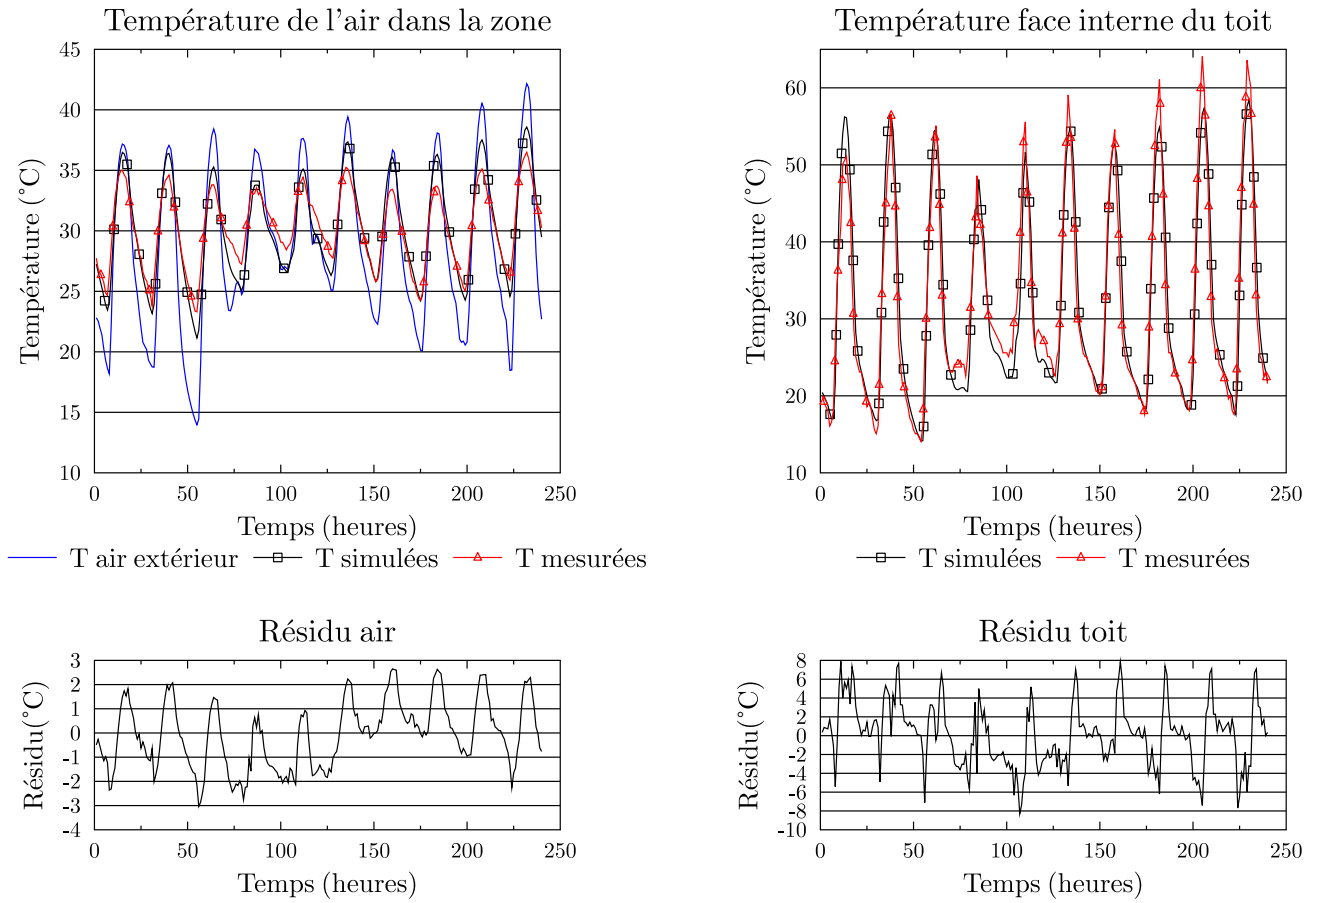 Température de l'air dans la zone
45
40
35
30
25
20
15
10
Température (°C)
0 50 100 150 200 250
Temps (heures)
T air extérieur T simulées T mesurées
Température face interne du toit
60
50
40
30
20
10
Température (°C)
0 50 100 150 200 250
Temps (heures)
T simulées T mesurées
Résidu air
3
2
1
0
-1
-2
-3
-4
Résidu(°C)
0 50 100 150 200 250
Temps (heures)
Résidu toit
8
6
4
2
0
-2
-4
-6
-8
-10
Résidu(°C)
0 50 100 150 200 250
Temps (heures)